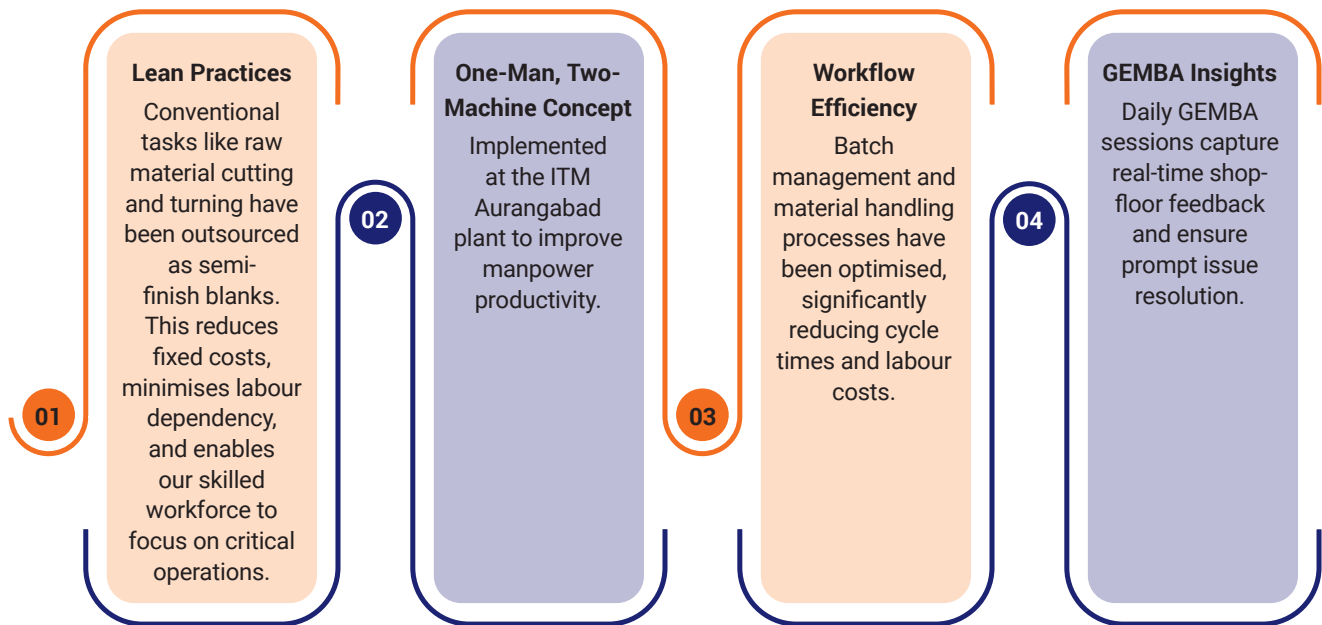 01
Lean Practices
Conventional
tasks like raw
material cutting
and turning have
been outsourced
as semi-
finish blanks.
This reduces
fixed costs,
minimises labour
dependency,
and enables
our skilled
workforce to
focus on critical
operations.
02
One-Man, Two-
Machine Concept
Implemented
at the ITM
Aurangabad
plant to improve
manpower
productivity.
03
Workflow
Efficiency
Batch
management and
material handling
processes have
been optimised,
significantly
reducing cycle
times and labour
costs.
04
GEMBA Insights
Daily GEMBA
sessions capture
real-time shop-
floor feedback
and ensure
prompt issue
resolution.